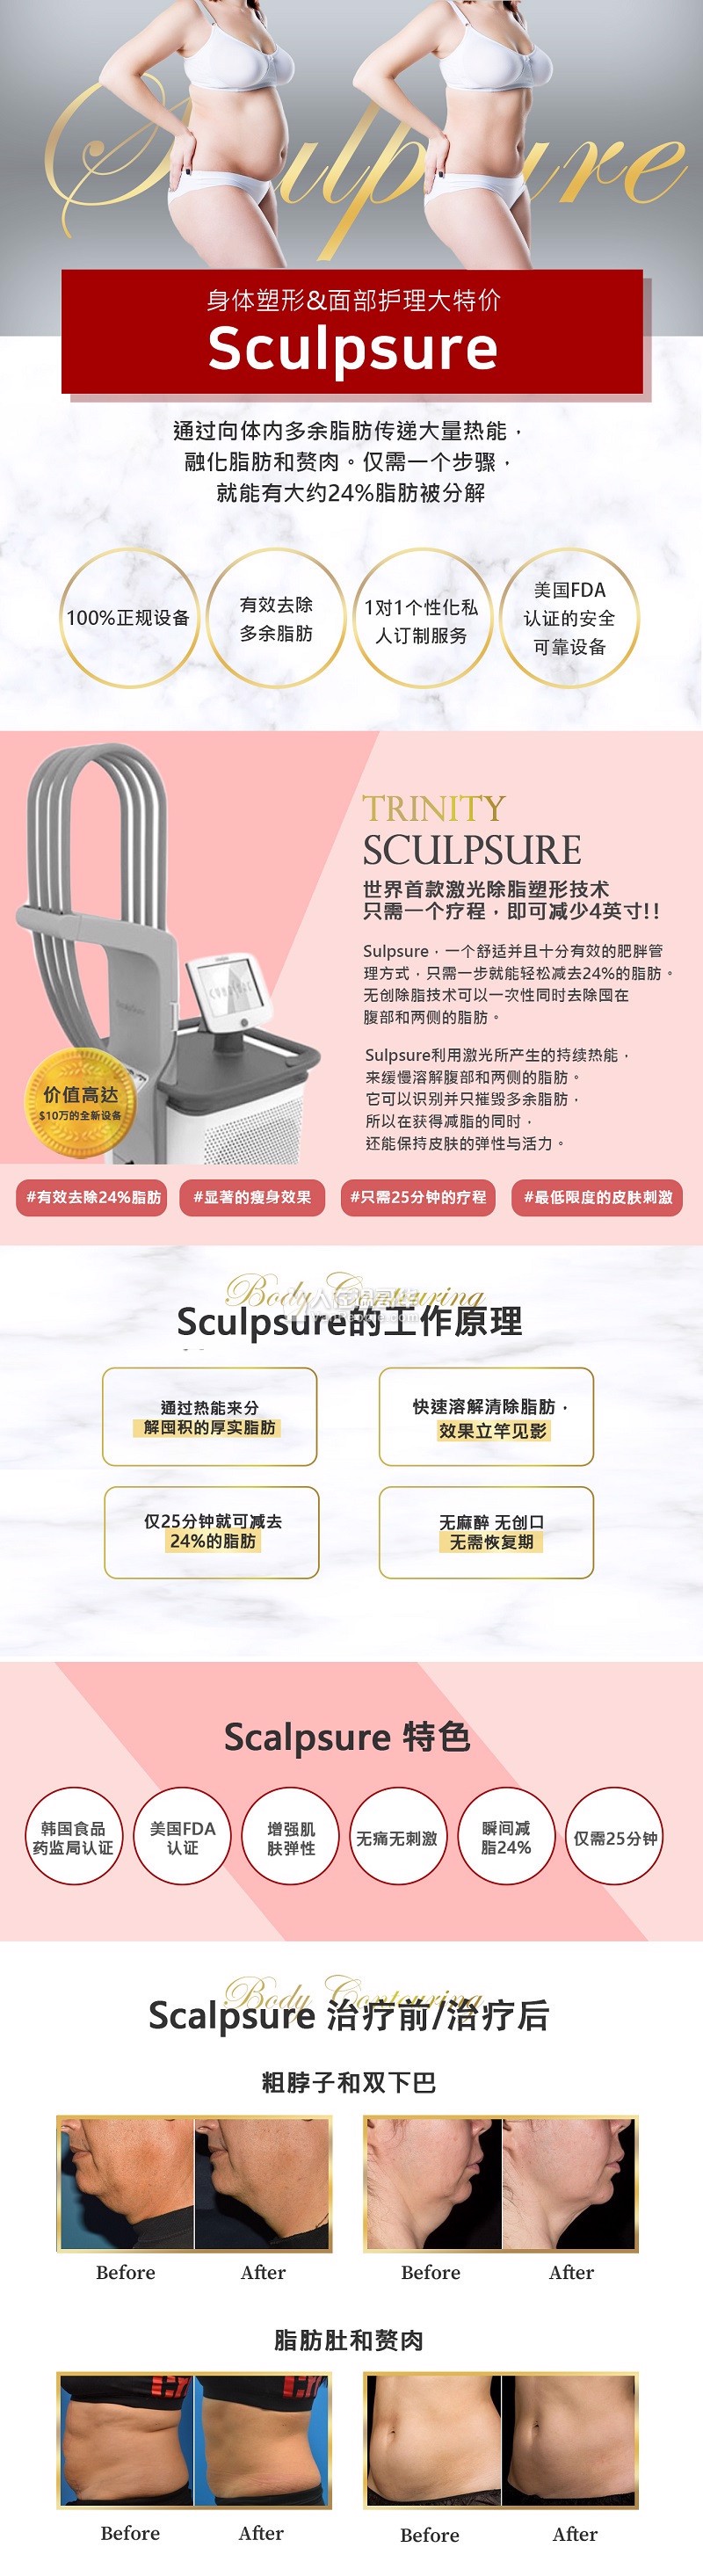 Sculpsure
身体塑形&面部护理大特价
Sculpsure
通过向体内多余脂肪传递大量热能，
融化脂肪和赘肉。仅需一个步骤，
就能有大约24%脂肪被分解
100%正规设备
有效去除
多余脂肪
1对1个性化私
人订制服务
美国FDA
认证的安全
可靠设备
TRINITY
SCULPSURE
世界首款激光除脂塑形技术
只需一个疗程，即可减少4英寸!!
Sulpsure，一个舒适并且十分有效的肥胖管
理方式，只需一步就能轻松减去24%的脂肪。
无创除脂技术可以一次性同时去除囤在
腹部和两侧的脂肪。
Sulpsure利用激光所产生的持续热能，
来缓慢溶解腹部和两侧的脂肪。
它可以识别并只摧毁多余脂肪，
所以在获得减脂的同时，
还能保持皮肤的弹性与活力。
价值高达
$10万的全新设备
#有效去除24%脂肪
#显著的瘦身效果
#只需25分钟的疗程
#最低限度的皮肤刺激
Body Contouring
Sculpsure的工作原理
通过热能来分
解囤积的厚实脂肪
快速溶解清除脂肪，
效果立竿见影
仅25分钟就可减去
24%的脂肪
无麻醉 无创口
无需恢复期
Scalpsure 特色
韩国食品
药监局认证
美国FDA
认证
增强肌
肤弹性
无痛无刺激
瞬间减
脂24%
仅需25分钟
Body Contouring
Scalpsure 治疗前/治疗后
粗脖子和双下巴
Before
After
Before
After
脂肪肚和赘肉
Before
After
Before
After